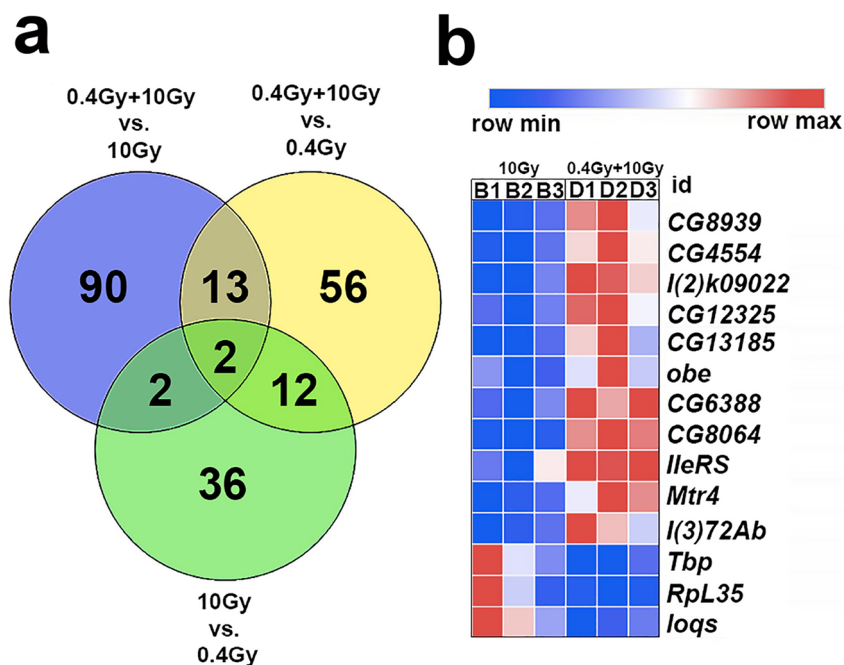 a
0.4Gy+10Gy
vs.
10Gy
0.4Gy+10Gy
vs.
0.4Gy
90
13
56
2
2
12
36
10Gy
vs.
0.4Gy
b
row min
row max
10Gy 0.4Gy+10Gy
B1 B2 B3 D1 D2 D3 id
CG8939
CG4554
l(2)k09022
CG12325
CG13185
obe
CG6388
CG8064
IleRS
Mtr4
l(3)72Ab
Tbp
RpL35
loqs